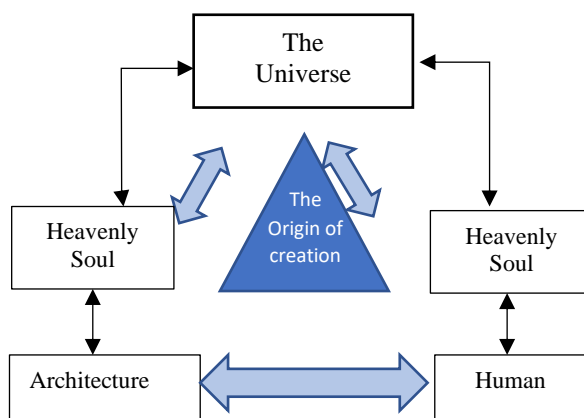 The
Universe
The
Origin of
creation
Heavenly
Soul
Heavenly
Soul
Architecture
Human